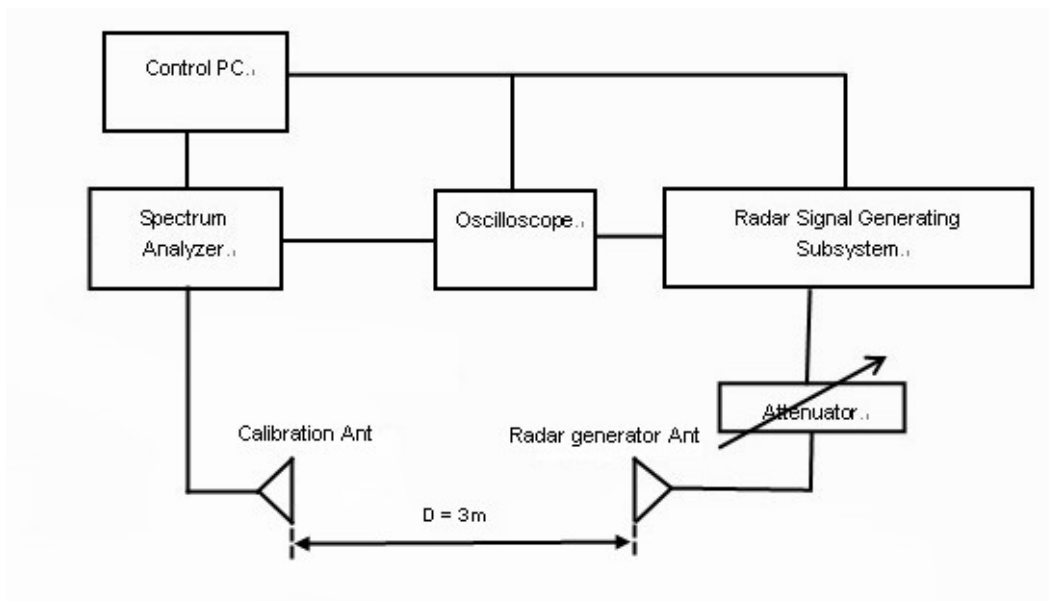 Control PC.
Spectrum
Analyzer.
Oscilloscope.
Radar Signal Generating
Subsystem.
Attenuator.
Calibration Ant
Radar generator Ant
D = 3m